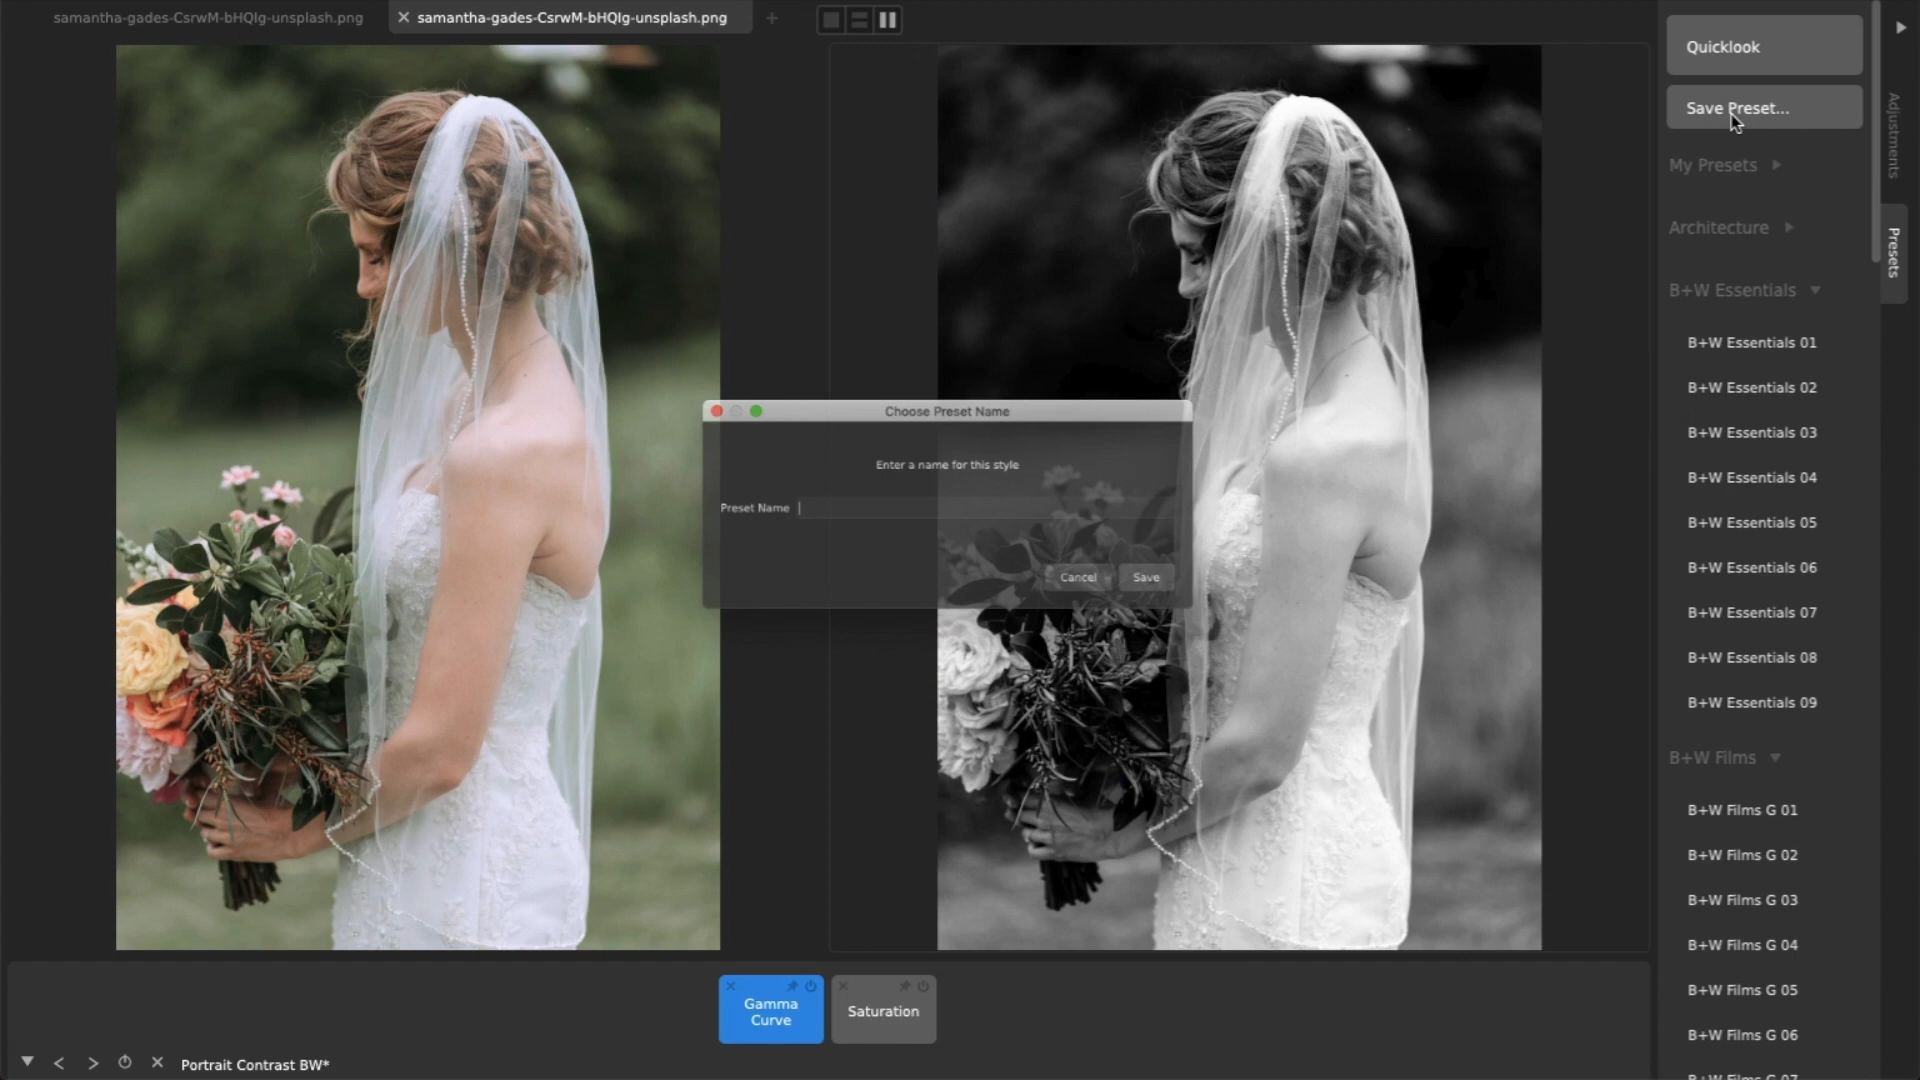 samantha-gades-CsrwM-bHQIg-unsplash.png
samantha-gades-CsrwM-bHQIg-unsplash.png
Quicklook
Save Preset...
My Presets
Architecture
B+W Essentials
B+W Essentials 01
B+W Essentials 02
B+W Essentials 03
B+W Essentials 04
B+W Essentials 05
B+W Essentials 06
B+W Essentials 07
B+W Essentials 08
B+W Essentials 09
B+W Films
B+W Films G 01
B+W Films G 02
B+W Films G 03
B+W Films G 04
B+W Films G 05
B+W Films G 06
B+W Films G 07
Adjustments
Presets
Choose Preset Name
Enter a name for this style
Preset Name
Cancel
Save
Gamma
Curve
Saturation
Portrait Contrast BW*